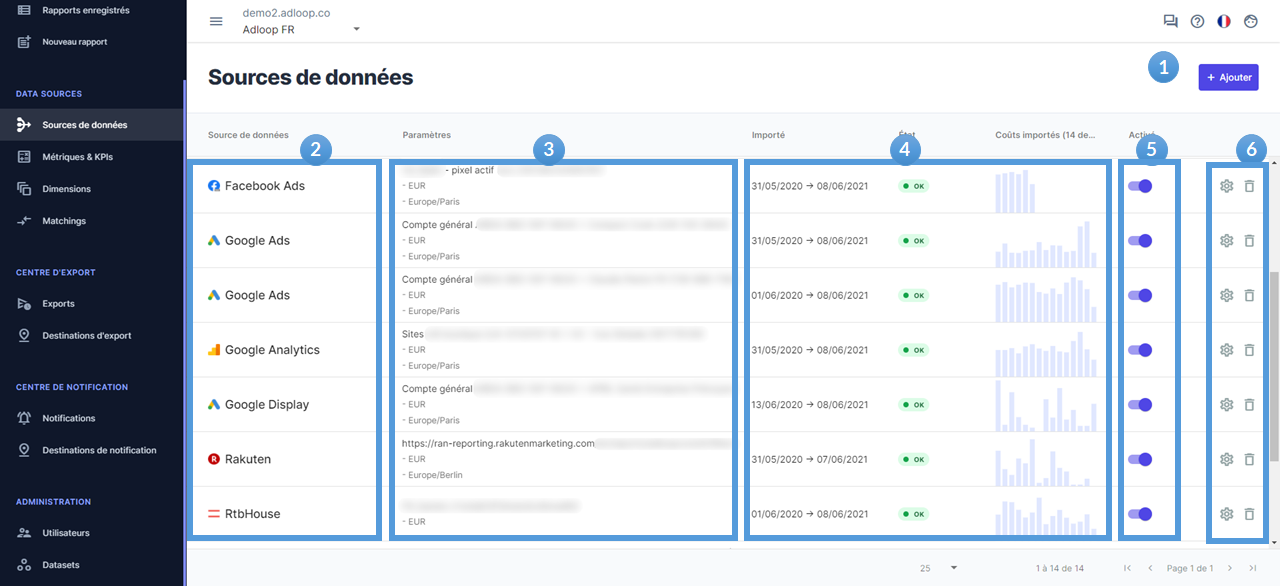 Rapports enregistrés
Nouveau rapport
DATA SOURCES
Sources de données
Métriques & KPIs
Dimensions
Matchings
CENTRE D'EXPORT
Exports
Destinations d'export
CENTRE DE NOTIFICATION
Notifications
Destinations de notification
ADMINISTRATION
Utilisateurs
Datasets
demo2.adloop.co
Adloop FR
Sources de données
1
+ Ajouter
Source de données
Paramètres
Importé
État
Coûts importés (14 de...
Activé
2
3
4
5
6
Facebook Ads
- pixel actif
- EUR
- Europe/Paris
31/05/2020 → 08/06/2021
OK
Google Ads
Compte général
- EUR
- Europe/Paris
31/05/2020 → 08/06/2021
OK
Google Ads
Compte général
- EUR
- Europe/Paris
01/06/2020 → 08/06/2021
OK
Google Analytics
Sites
- EUR
- Europe/Paris
31/05/2020 → 08/06/2021
OK
Google Display
Compte général
- EUR
- Europe/Paris
13/06/2020 → 08/06/2021
OK
Rakuten
https://ran-reporting.rakutenmarketing.com
- EUR
- Europe/Berlin
31/05/2020 → 07/06/2021
OK
RtbHouse
- EUR
01/06/2020 → 08/06/2021
OK
25
1 à 14 de 14
Page 1 de 1